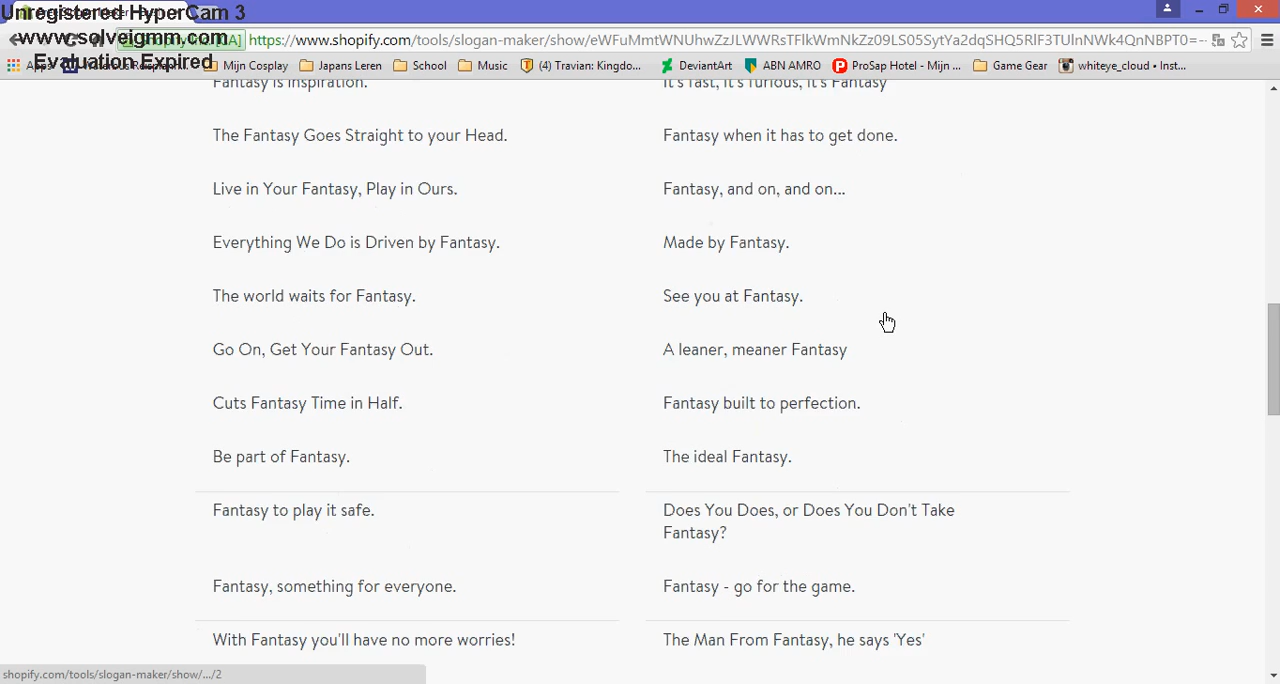 Unregistered HyperCam 3
www.solveigmm.com
Evaluation Expired
https://www.shopify.com/tools/slogan-maker/show/
Mijn Cosplay
Japans Leren
School
Music
(4) Travian: Kingdo...
DeviantArt
ABN AMRO
ProSap Hotel - Mijn ...
Game Gear
whiteye_cloud • Inst...
Fantasy is inspiration.
It's fast, it's furious, it's Fantasy
The Fantasy Goes Straight to your Head.
Fantasy when it has to get done.
Live in Your Fantasy, Play in Ours.
Fantasy, and on, and on...
Everything We Do is Driven by Fantasy.
Made by Fantasy.
The world waits for Fantasy.
See you at Fantasy.
Go On, Get Your Fantasy Out.
A leaner, meaner Fantasy
Cuts Fantasy Time in Half.
Fantasy built to perfection.
Be part of Fantasy.
The ideal Fantasy.
Fantasy to play it safe.
Does You Does, or Does You Don't Take
Fantasy?
Fantasy, something for everyone.
Fantasy - go for the game.
With Fantasy you'll have no more worries!
The Man From Fantasy, he says 'Yes'
shopify.com/tools/slogan-maker/show/.../2